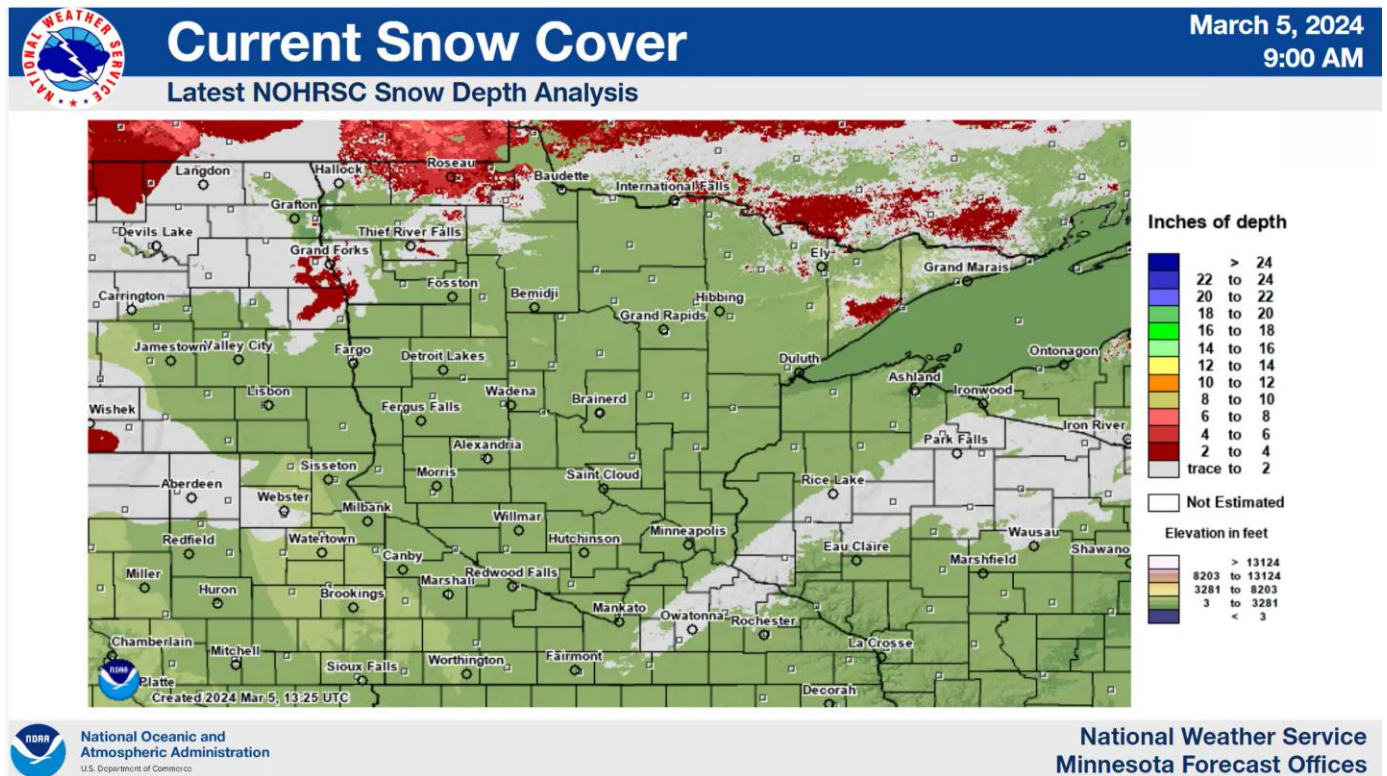 NATIONAL WEATHER SERVICE
Current Snow Cover
March 5, 2024
9:00 AM
Latest NOHRSC Snow Depth Analysis
Langdon
Hallock
Roseau
Baudette
International Falls
Grafton
Devils Lake
Thief River Falls
Grand Forks
Ely
Grand Marais
Carrington
Fosston
Bemidji
Hibbing
Grand Rapids
Jamestown
Valley City
Fargo
Detroit Lakes
Duluth
Ontonagon
Ashland
Ironwood
Lisbon
Wadena
Brainerd
Wishek
Fergus Falls
Iron River
Park Falls
Alexandria
Sisseton
Morris
Saint Cloud
Rice Lake
Aberdeen
Webster
Milbank
Willmar
Minneapolis
Wausau
Redfield
Watertown
Canby
Hutchinson
Eau Claire
Marshfield
Shawano
Miller
Huron
Brookings
Marshall
Redwood Falls
Mankato
Owatonna
Rochester
Chamberlain
Mitchell
Sioux Falls
Worthington
Fairmont
La Crosse
NOAA
Platte
Decorah
Created 2024 Mar 5, 13:25 UTC
Inches of depth
> 24
22 to 24
20 to 22
18 to 20
16 to 18
14 to 16
12 to 14
10 to 12
8 to 10
6 to 8
4 to 6
2 to 4
trace to 2
Not Estimated
Elevation in feet
> 13124
8203 to 13124
3281 to 8203
3 to 3281
< 3
NOAA
National Oceanic and
Atmospheric Administration
U.S. Department of Commerce
National Weather Service
Minnesota Forecast Offices